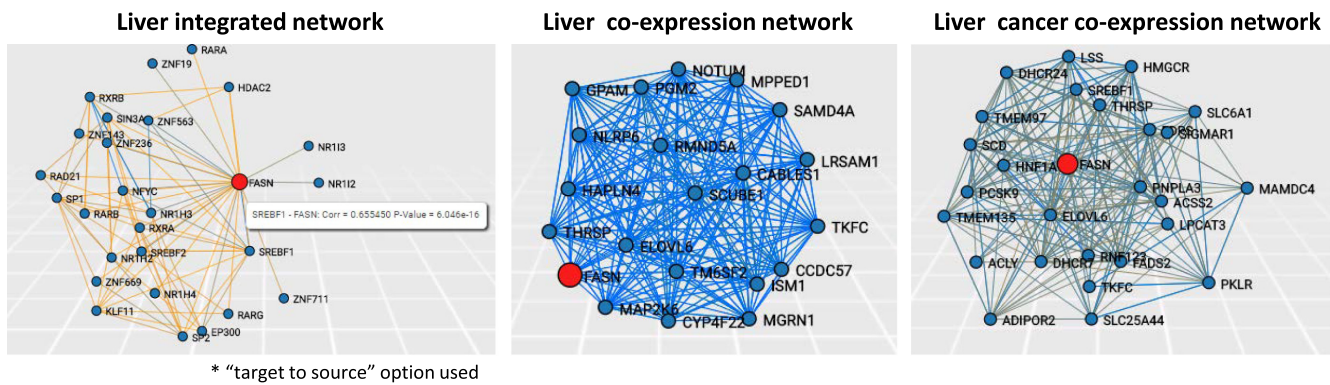 Liver integrated network
Liver co-expression network
Liver cancer co-expression network
RARA
ZNF19
HDAC2
RXRB
SIN3A
ZNF563
ZNF143
ZNF236
NR1I3
RAD21
FASN
NR1I2
NFYC
SP1
RARB
NR1H3
RXRA
SREBF1 - FASN: Corr = 0.655450 P-Value = 6.046e-16
SREBF2
SREBF1
NR1H2
ZNF669
NR1H4
ZNF711
KLF11
RARG
EP300
SP2
* “target to source” option used
NOTUM
MPPED1
GPAM
PGM2
SAMD4A
NLRP6
RMND5A
LRSAM1
CABLES1
HAPLN4
SCUBE1
TKFC
THRSP
ELOVL6
FASN
TM6SF2
CCDC57
ISM1
MAP2K6
CYP4F22
MGRN1
LSS
DHCR24
HMGCR
SREBF1
THRSP
SLC6A1
TMEM97
SIGMAR1
SCD
HNF1A
FASN
PCSK9
PNPLA3
MAMDC4
ACSS2
TMEM135
ELOVL6
LPCAT3
ACLY
DHCR7
RNF123
FADS2
TKFC
PKLR
ADIPOR2
SLC25A44